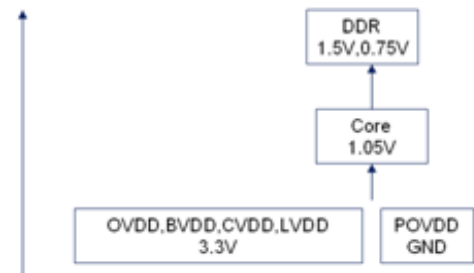 DDR
1.5V,0.75V
Core
1.05V
OVDD,BVDD,CVDD,LVDD
3.3V
POVDD
GND